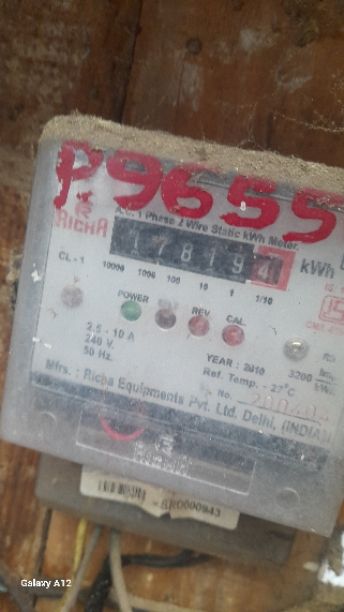 P9655
RICHA
A.C. 1 Phase 2 Wire Static kWh Meter.
178194 kWh
CL - 1 10000 1000 100 10 1 1/10
POWER REV CAL
2.5 - 10 A
240 V.
50 Hz.
YEAR : 2010 3200
Ref. Temp. - 27°C
No.
Mfrs. : Richa Equipments Pvt. Ltd. Delhi, (INDIA)
Galaxy A12